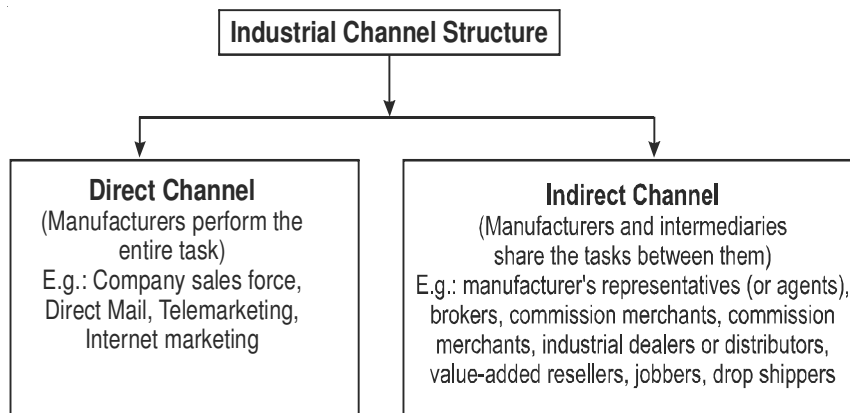 Industrial Channel Structure
Direct Channel
(Manufacturers perform the
entire task)
E.g.: Company sales force,
Direct Mail, Telemarketing,
Internet marketing
Indirect Channel
(Manufacturers and intermediaries
share the tasks between them)
E.g.: manufacturer's representatives (or agents),
brokers, commission merchants, commission
merchants, industrial dealers or distributors,
value-added resellers, jobbers, drop shippers